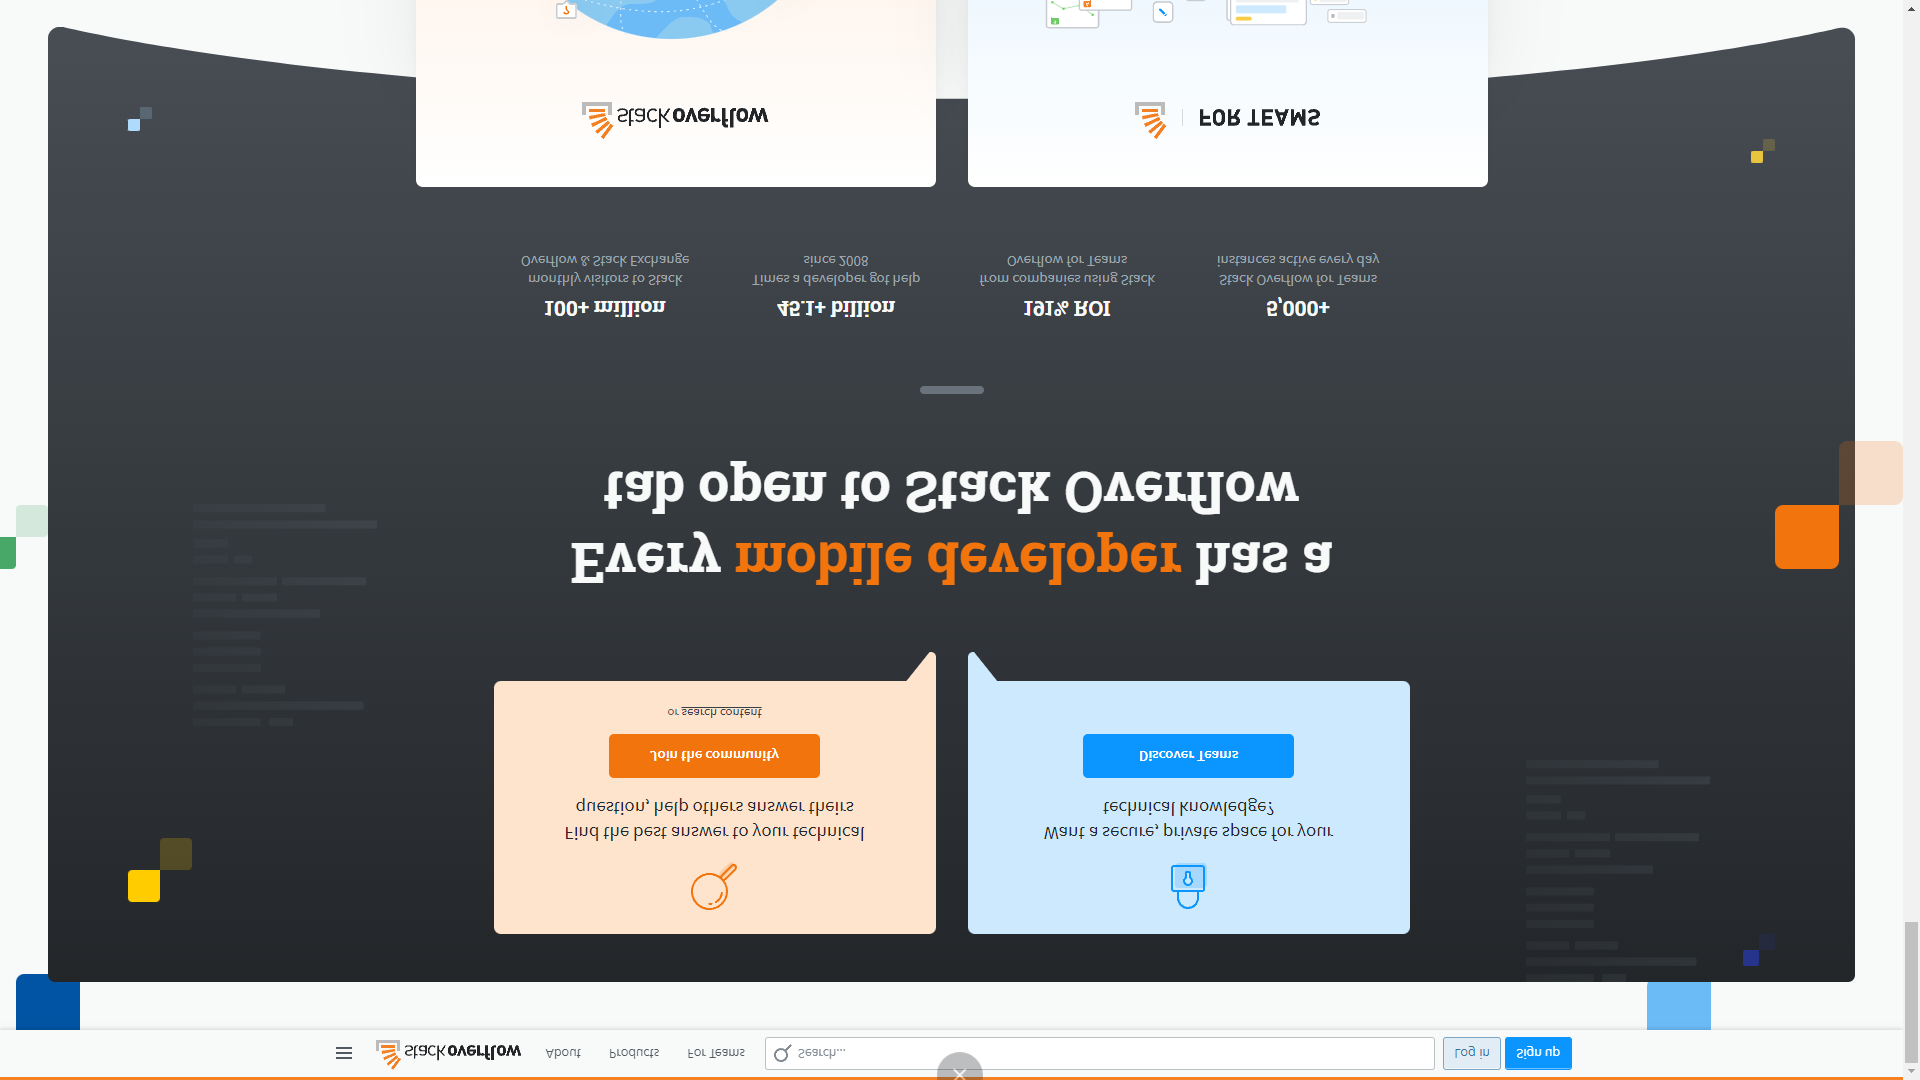 stackoverflow
About
Products
For Teams
Search...
Log in
Sign up
Find the best answer to your technical
question, help others answer theirs
Join the community
or search content
Want a secure, private space for your
technical knowledge?
Discover Teams
Every mobile developer has a
tab open to Stack Overflow
100+ million
monthly visitors to Stack
Overflow & Stack Exchange
45.1+ billion
Times a developer got help
since 2008
191% ROI
from companies using Stack
Overflow for Teams
5,000+
Stack Overflow for Teams
instances active every day
stackoverflow
FOR TEAMS
?